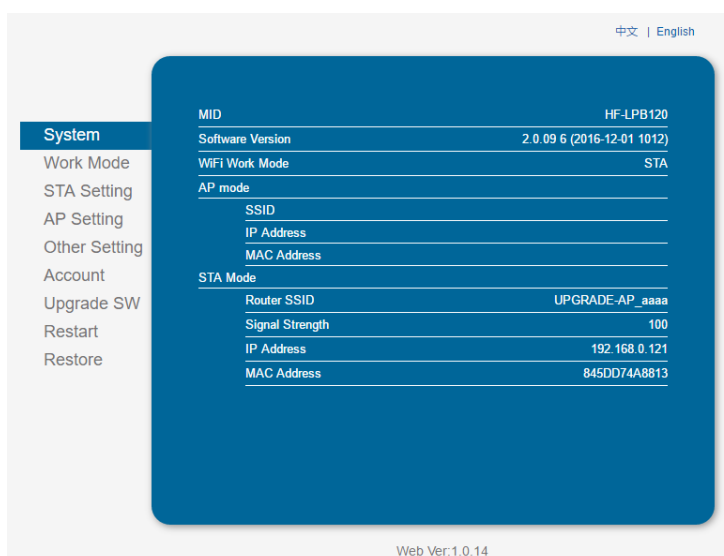 中文 | English
System
Work Mode
STA Setting
AP Setting
Other Setting
Account
Upgrade SW
Restart
Restore
MID HF-LPB120
Software Version 2.0.09 6 (2016-12-01 1012)
WiFi Work Mode STA
AP mode
SSID
IP Address
MAC Address
STA Mode
Router SSID UPGRADE-AP_aaaa
Signal Strength 100
IP Address 192.168.0.121
MAC Address 845DD74A8813
Web Ver:1.0.14